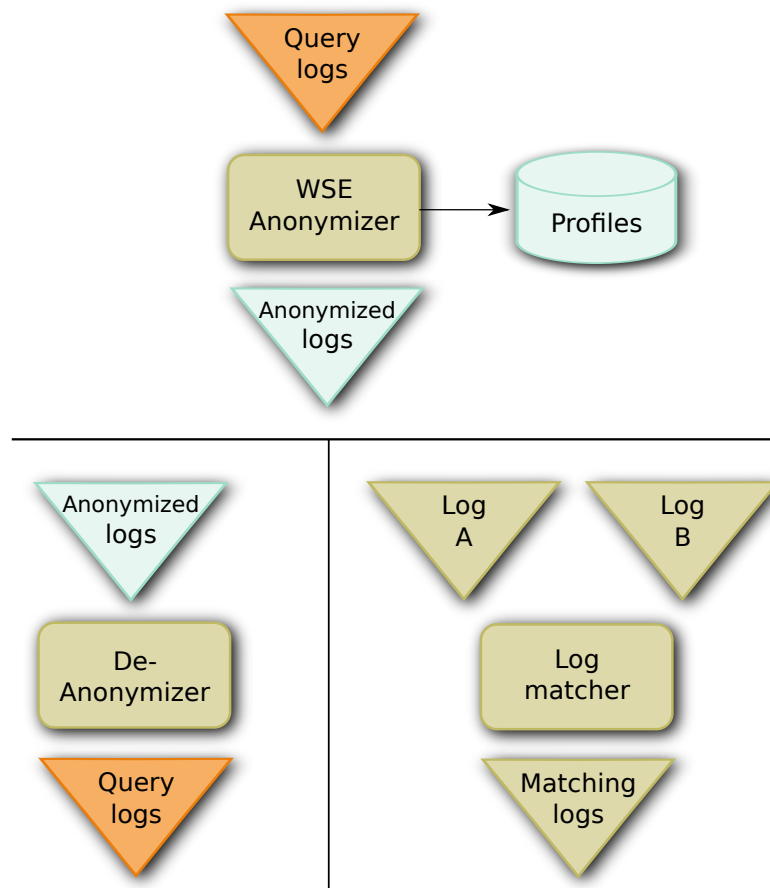 Query
logs
WSE
Anonymizer
Profiles
Anonymized
logs
Anonymized
logs
De-
Anonymizer
Query
logs
Log
A
Log
B
Log
matcher
Matching
logs